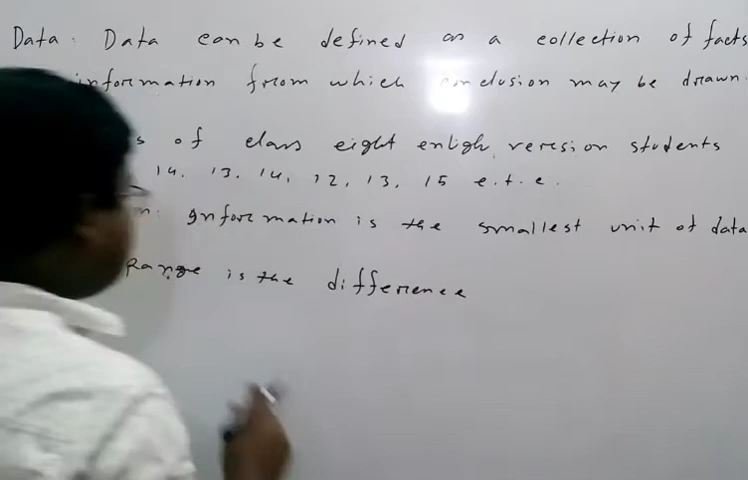 Data: Data can be defined as a collection of facts
information from which conclusion may be drawn.
of class eight enligh version students
14, 13, 14, 12, 13, 15 e.t.c.
Information is the smallest unit of data
Range is the difference